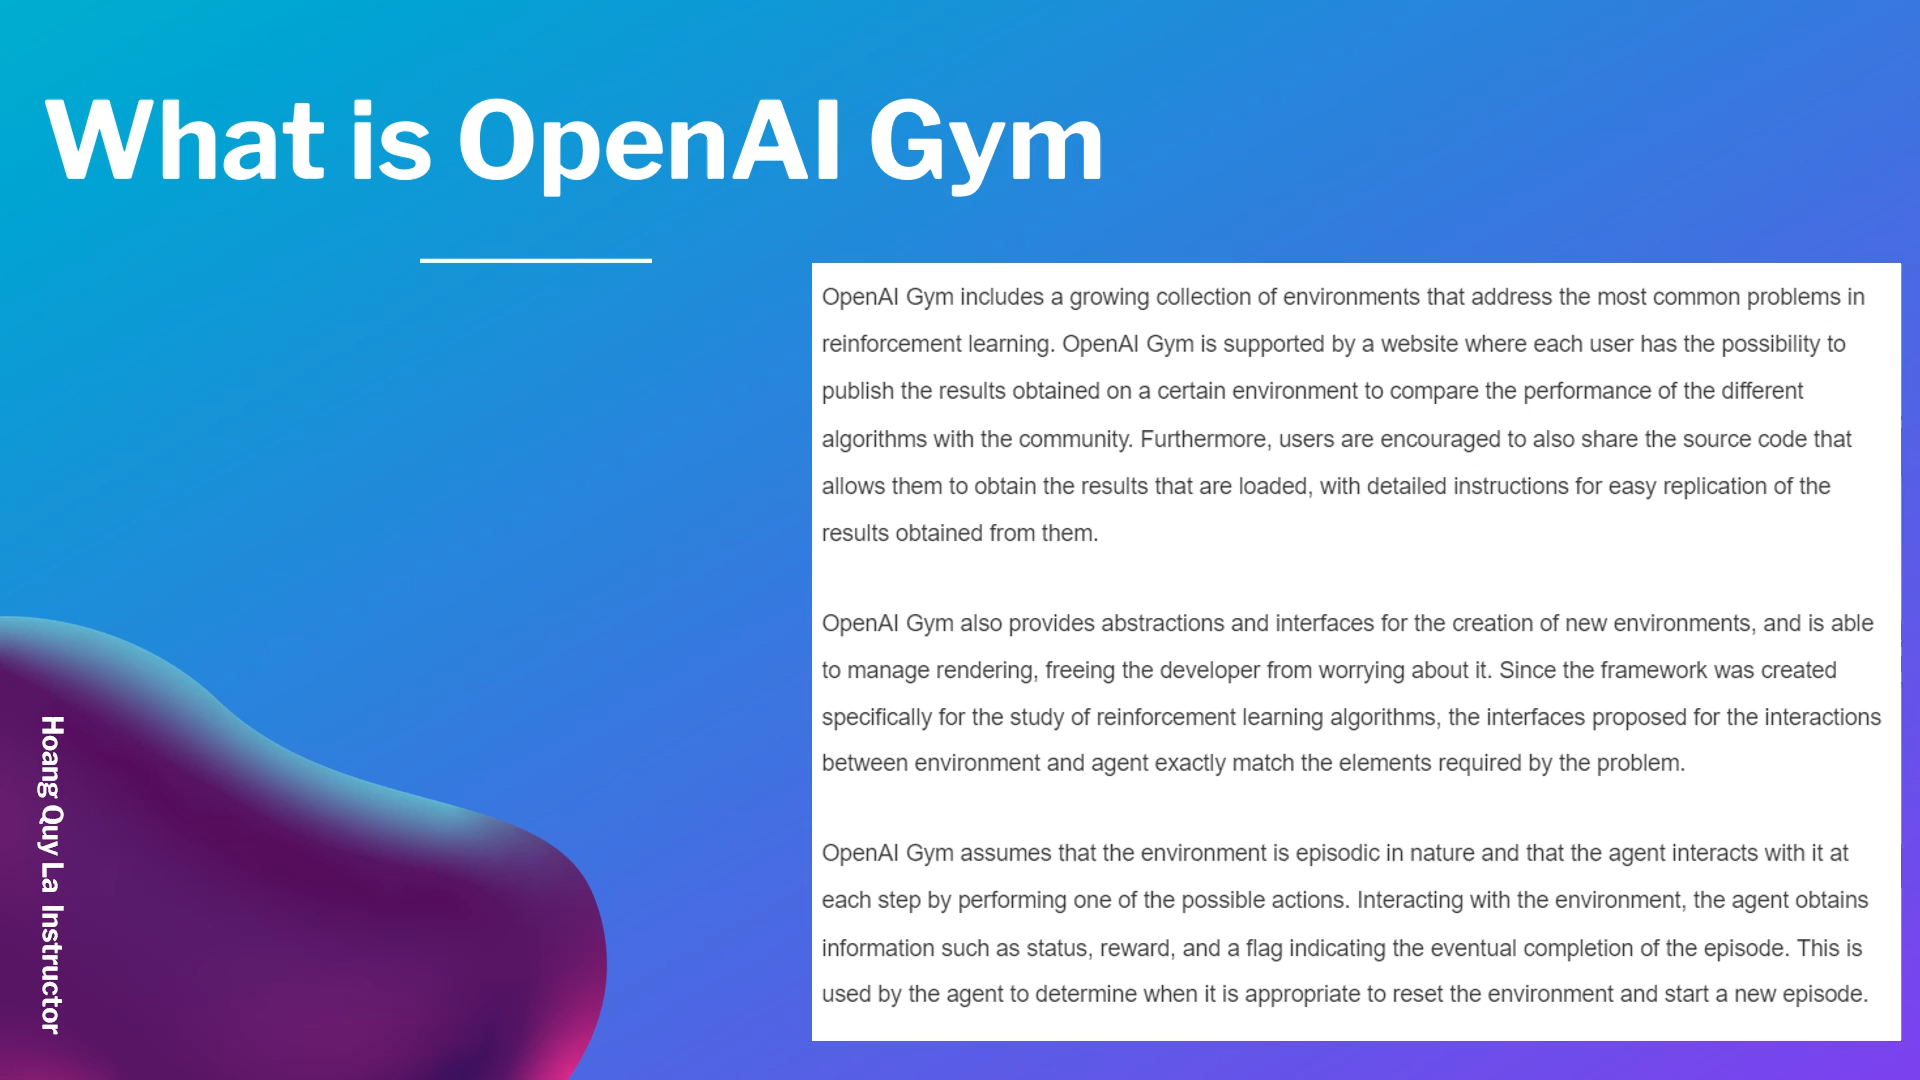 What is OpenAI Gym
OpenAI Gym includes a growing collection of environments that address the most common problems in
reinforcement learning. OpenAI Gym is supported by a website where each user has the possibility to
publish the results obtained on a certain environment to compare the performance of the different
algorithms with the community. Furthermore, users are encouraged to also share the source code that
allows them to obtain the results that are loaded, with detailed instructions for easy replication of the
results obtained from them.
OpenAI Gym also provides abstractions and interfaces for the creation of new environments, and is able
to manage rendering, freeing the developer from worrying about it. Since the framework was created
specifically for the study of reinforcement learning algorithms, the interfaces proposed for the interactions
between environment and agent exactly match the elements required by the problem.
OpenAI Gym assumes that the environment is episodic in nature and that the agent interacts with it at
each step by performing one of the possible actions. Interacting with the environment, the agent obtains
information such as status, reward, and a flag indicating the eventual completion of the episode. This is
used by the agent to determine when it is appropriate to reset the environment and start a new episode.
Hoang Quy La Instructor